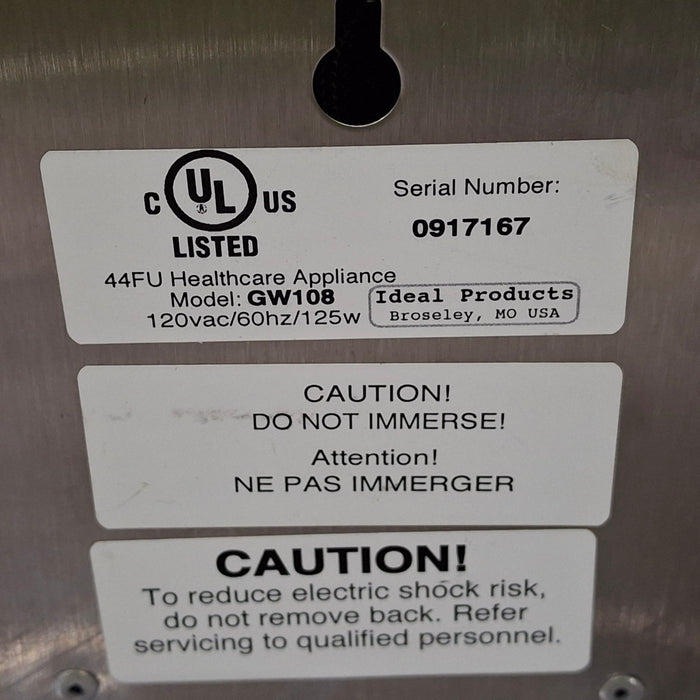 C UL US
LISTED
Serial Number:
0917167
44FU Healthcare Appliance
Model: GW108
120vac/60hz/125w
Ideal Products
Broseley, MO USA
CAUTION!
DO NOT IMMERSE!
Attention!
NE PAS IMMERGER
CAUTION!
To reduce electric shock risk,
do not remove back. Refer
servicing to qualified personnel.